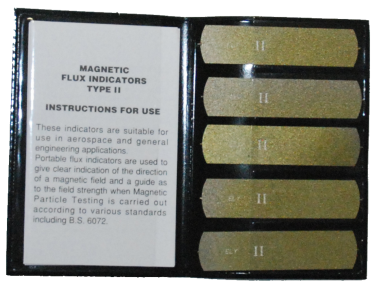 MAGNETIC
FLUX INDICATORS
TYPE II
INSTRUCTIONS FOR USE
These indicators are suitable for
use in aerospace and general
engineering applications.
Portable flux indicators are used to
give clear indication of the direction
of a magnetic field and a guide as
to the field strength when Magnetic
Particle Testing is carried out
according to various standards
including B.S. 6072.
II
II
II
II
II